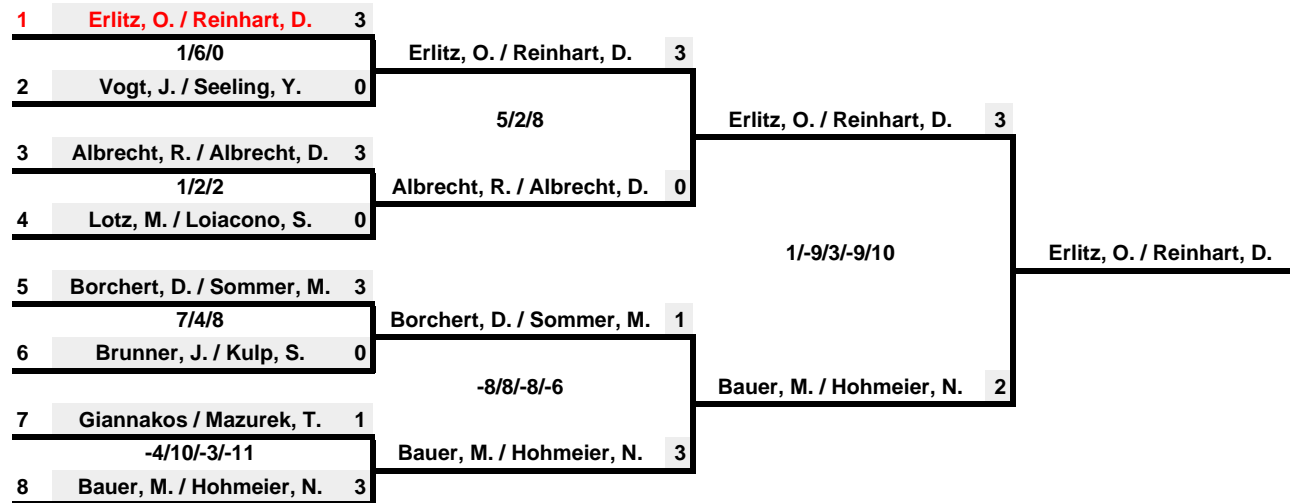 1 Erlitz, O. / Reinhart, D. 3
1/6/0 Erlitz, O. / Reinhart, D. 3
2 Vogt, J. / Seeling, Y. 0
5/2/8 Erlitz, O. / Reinhart, D. 3
3 Albrecht, R. / Albrecht, D. 3
1/2/2 Albrecht, R. / Albrecht, D. 0
4 Lotz, M. / Loiacono, S. 0
1/-9/3/-9/10 Erlitz, O. / Reinhart, D.
5 Borchert, D. / Sommer, M. 3
7/4/8 Borchert, D. / Sommer, M. 1
6 Brunner, J. / Kulp, S. 0
-8/8/-8/-6 Bauer, M. / Hohmeier, N. 2
7 Giannakos / Mazurek, T. 1
-4/10/-3/-11 Bauer, M. / Hohmeier, N. 3
8 Bauer, M. / Hohmeier, N. 3